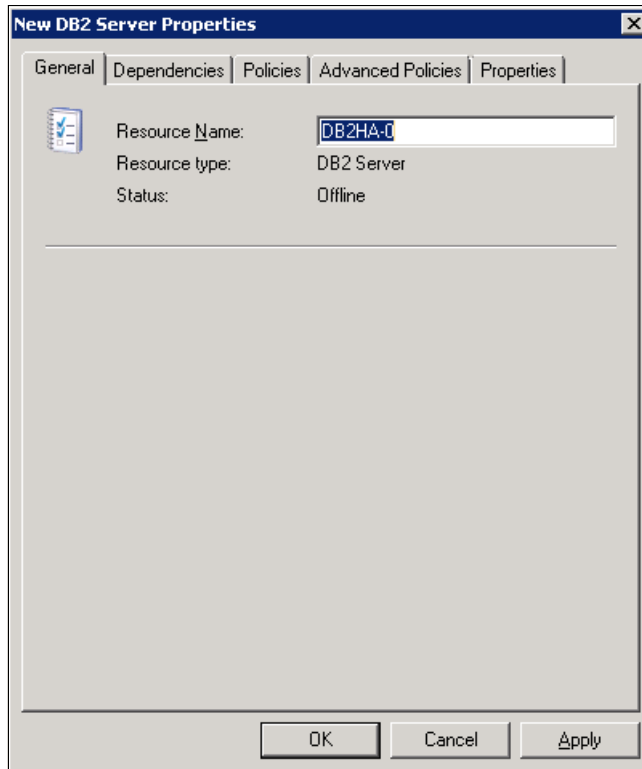 New DB2 Server Properties
General Dependencies Policies Advanced Policies Properties
Resource Name: DB2HA-0
Resource type: DB2 Server
Status: Offline
OK Cancel Apply